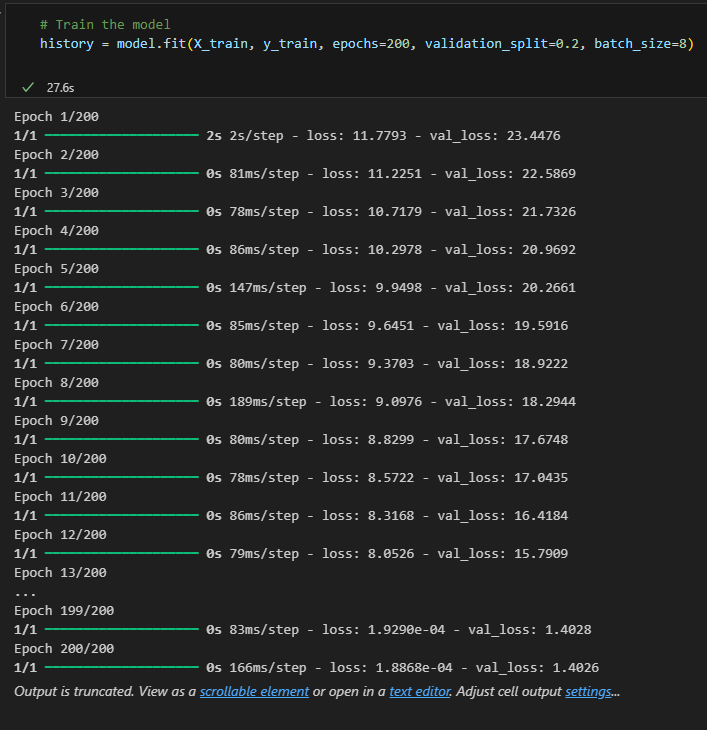 # Train the model
history = model.fit(X_train, y_train, epochs=200, validation_split=0.2, batch_size=8)
27.6s
Epoch 1/200
1/1 2s 2s/step - loss: 11.7793 - val_loss: 23.4476
Epoch 2/200
1/1 0s 81ms/step - loss: 11.2251 - val_loss: 22.5869
Epoch 3/200
1/1 0s 78ms/step - loss: 10.7179 - val_loss: 21.7326
Epoch 4/200
1/1 0s 86ms/step - loss: 10.2978 - val_loss: 20.9692
Epoch 5/200
1/1 0s 147ms/step - loss: 9.9498 - val_loss: 20.2661
Epoch 6/200
1/1 0s 85ms/step - loss: 9.6451 - val_loss: 19.5916
Epoch 7/200
1/1 0s 80ms/step - loss: 9.3703 - val_loss: 18.9222
Epoch 8/200
1/1 0s 189ms/step - loss: 9.0976 - val_loss: 18.2944
Epoch 9/200
1/1 0s 80ms/step - loss: 8.8299 - val_loss: 17.6748
Epoch 10/200
1/1 0s 78ms/step - loss: 8.5722 - val_loss: 17.0435
Epoch 11/200
1/1 0s 86ms/step - loss: 8.3168 - val_loss: 16.4184
Epoch 12/200
1/1 0s 79ms/step - loss: 8.0526 - val_loss: 15.7909
Epoch 13/200
...
Epoch 199/200
1/1 0s 83ms/step - loss: 1.9290e-04 - val_loss: 1.4028
Epoch 200/200
1/1 0s 166ms/step - loss: 1.8868e-04 - val_loss: 1.4026
Output is truncated. View as a scrollable element or open in a text editor. Adjust cell output settings...